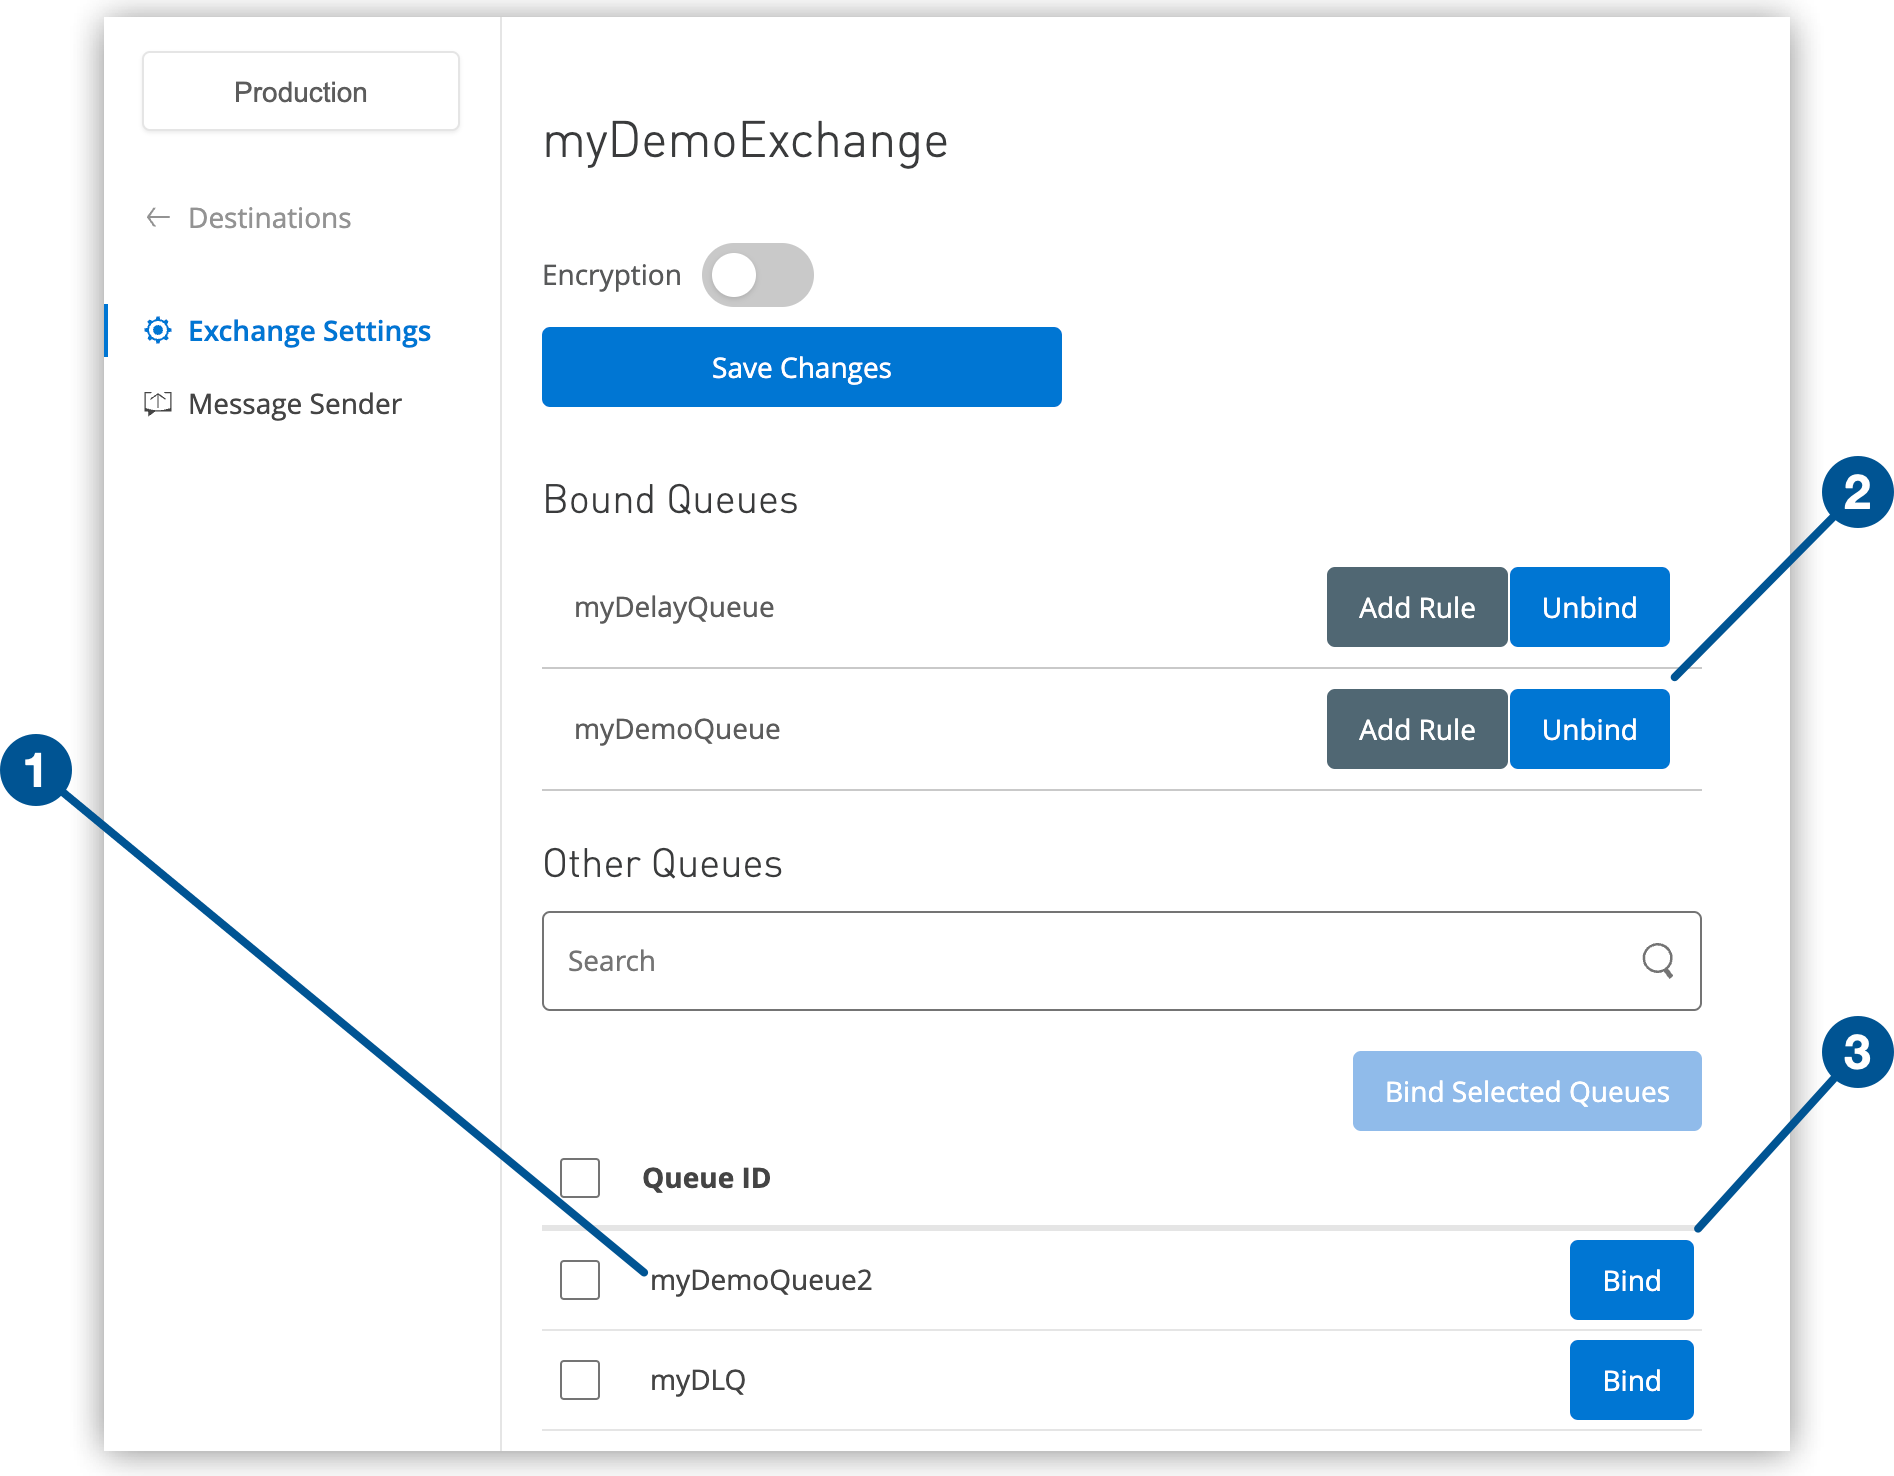 Production
Destinations
Exchange Settings
Message Sender
myDemoExchange
Encryption
Save Changes
Bound Queues
2
myDelayQueue Add Rule Unbind
myDemoQueue Add Rule Unbind
1
Other Queues
Search
3
Bind Selected Queues
Queue ID
myDemoQueue2 Bind
myDLQ Bind